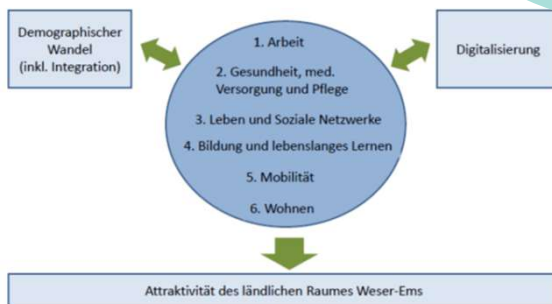 Demographischer
Wandel
(inkl. Integration)
1. Arbeit
2. Gesundheit, med.
Versorgung und Pflege
3. Leben und Soziale Netzwerke
4. Bildung und lebenslanges Lernen
5. Mobilität
6. Wohnen
Digitalisierung
Attraktivität des ländlichen Raumes Weser-Ems